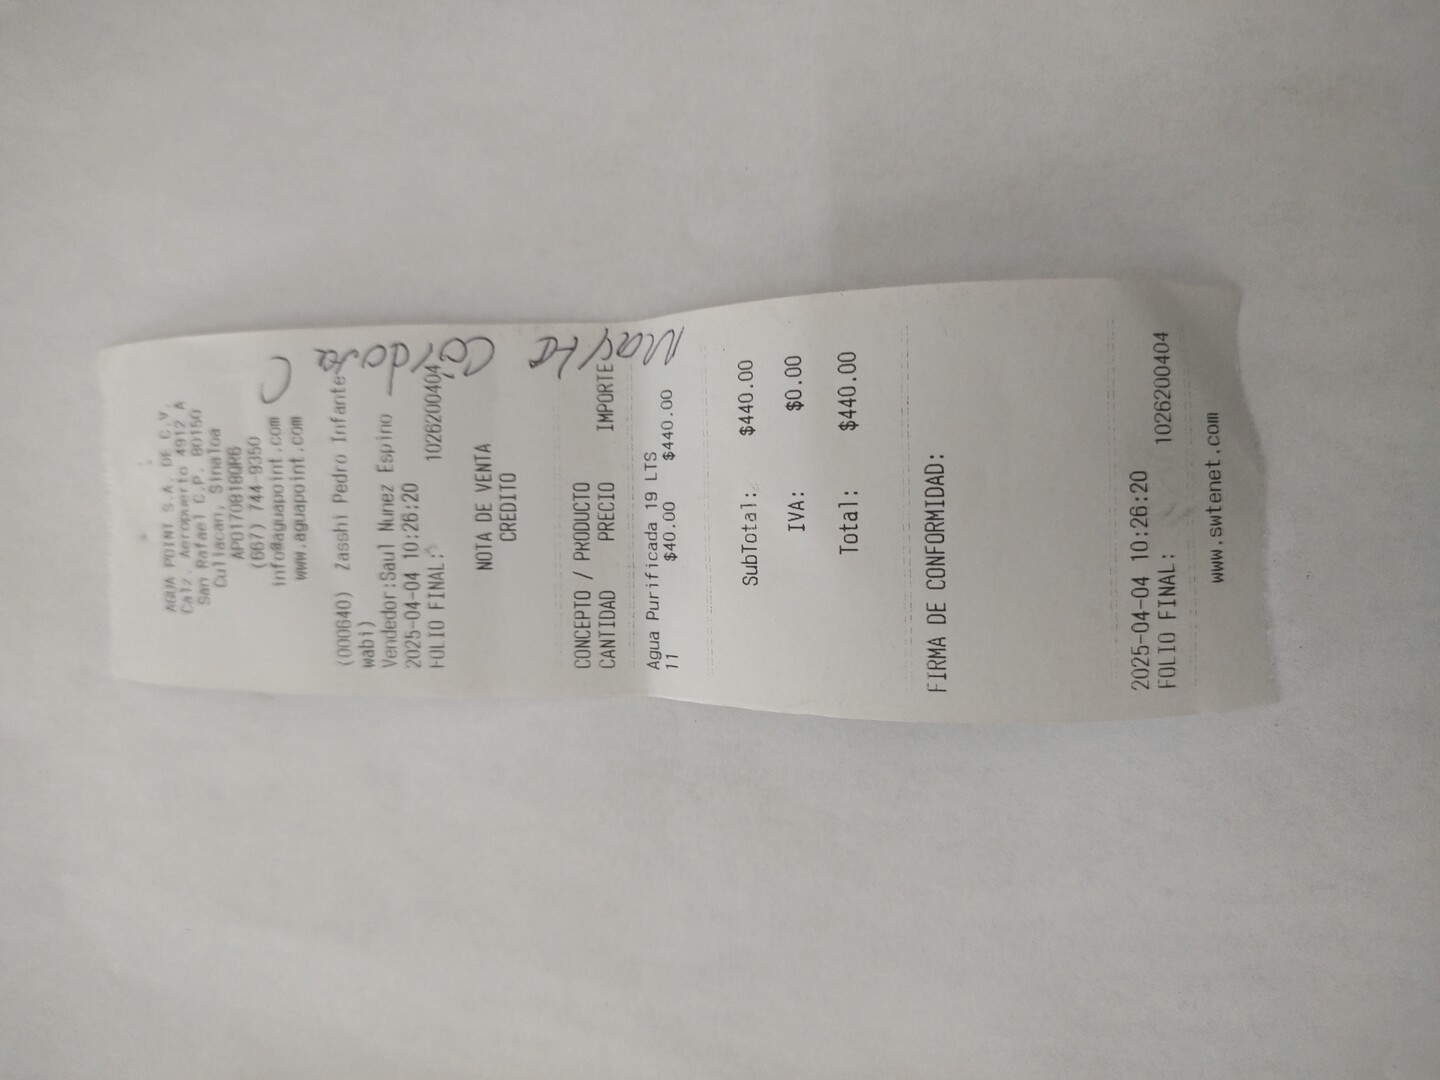 AGUA POINT S.A. DE C.V.
Calz. Aeropuerto 4912 A
San Rafael C.P. 80150
Culiacan, Sinaloa
APO170818QR6
(667) 744-9350
info@aguapoint.com
www.aguapoint.com
(000640) Zasshi Pedro Infante
wabi)
Vendedor:Saul Nunez Espino
2025-04-04 10:26:20
FOLIO FINAL: 1026200404
NOTA DE VENTA
CREDITO
CONCEPTO / PRODUCTO
CANTIDAD PRECIO IMPORTE
Agua Purificada 19 LTS
11 $40.00 $440.00
SubTotal: $440.00
IVA: $0.00
Total: $440.00
FIRMA DE CONFORMIDAD:
2025-04-04 10:26:20
FOLIO FINAL: 1026200404
www.swtenet.com
Cordova